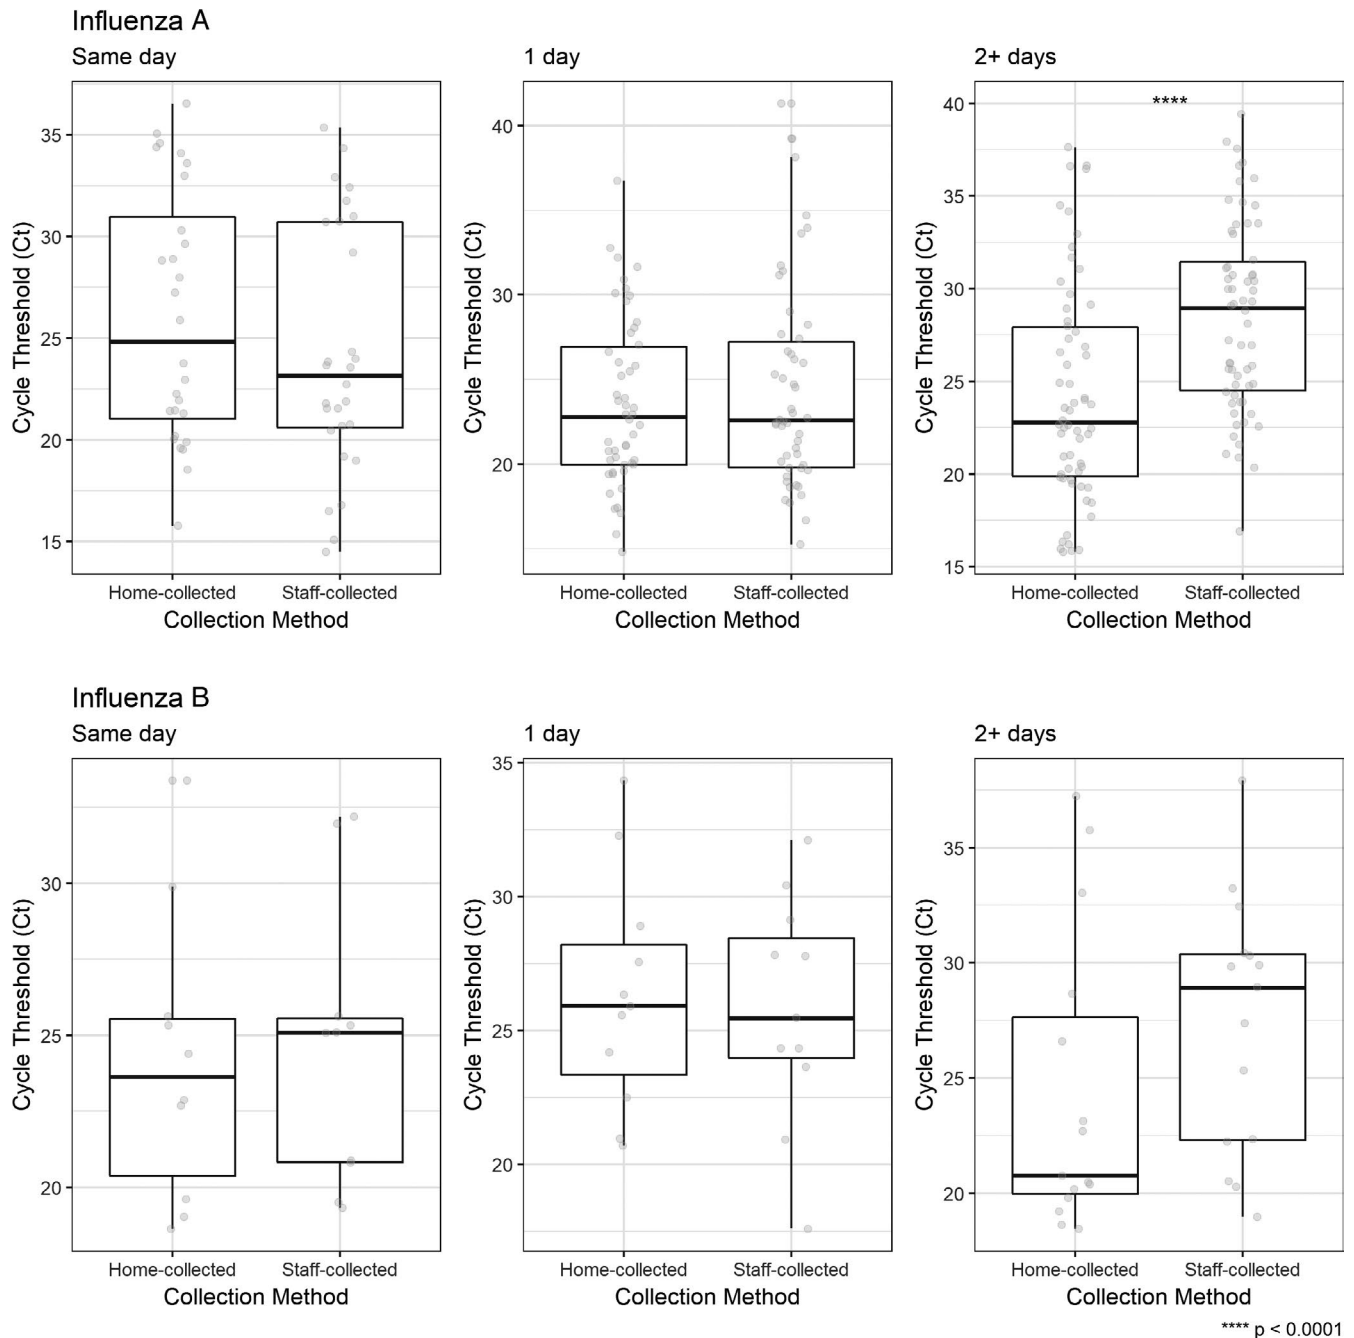 Influenza A
Same day
1 day
2+ days
****
35
30
25
20
15
40
30
20
40
35
30
25
20
15
Cycle Threshold (Ct)
Cycle Threshold (Ct)
Cycle Threshold (Ct)
Home-collected Staff-collected
Home-collected Staff-collected
Home-collected Staff-collected
Collection Method
Collection Method
Collection Method
Influenza B
Same day
1 day
2+ days
30
25
20
35
30
25
20
35
30
25
20
Cycle Threshold (Ct)
Cycle Threshold (Ct)
Cycle Threshold (Ct)
Home-collected Staff-collected
Home-collected Staff-collected
Home-collected Staff-collected
Collection Method
Collection Method
Collection Method
**** p < 0.0001